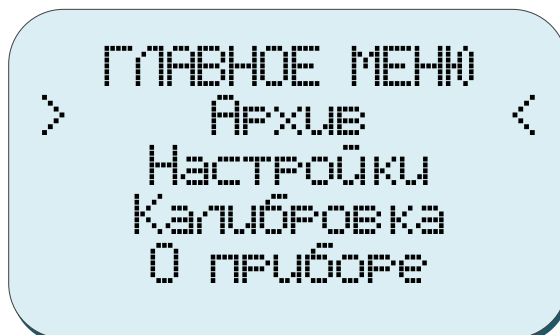 ГЛАВНОЕ МЕНЮ
> Архив <
Настройки
Калибровка
О приборе